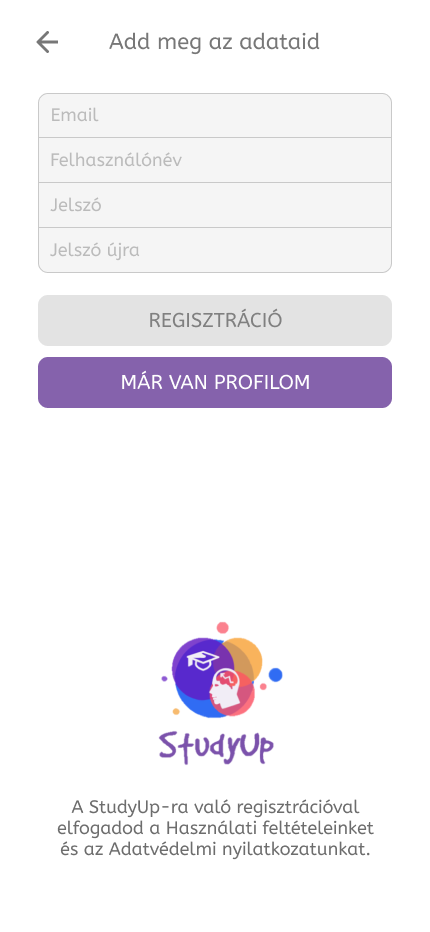 Add meg az adataid
Email
Felhasználónév
Jelszó
Jelszó újra
REGISZTRÁCIÓ
MÁR VAN PROFILOM
StudyUp
A StudyUp-ra való regisztrációval
elfogadod a Használati feltételeinket
és az Adatvédelmi nyilatkozatunkat.